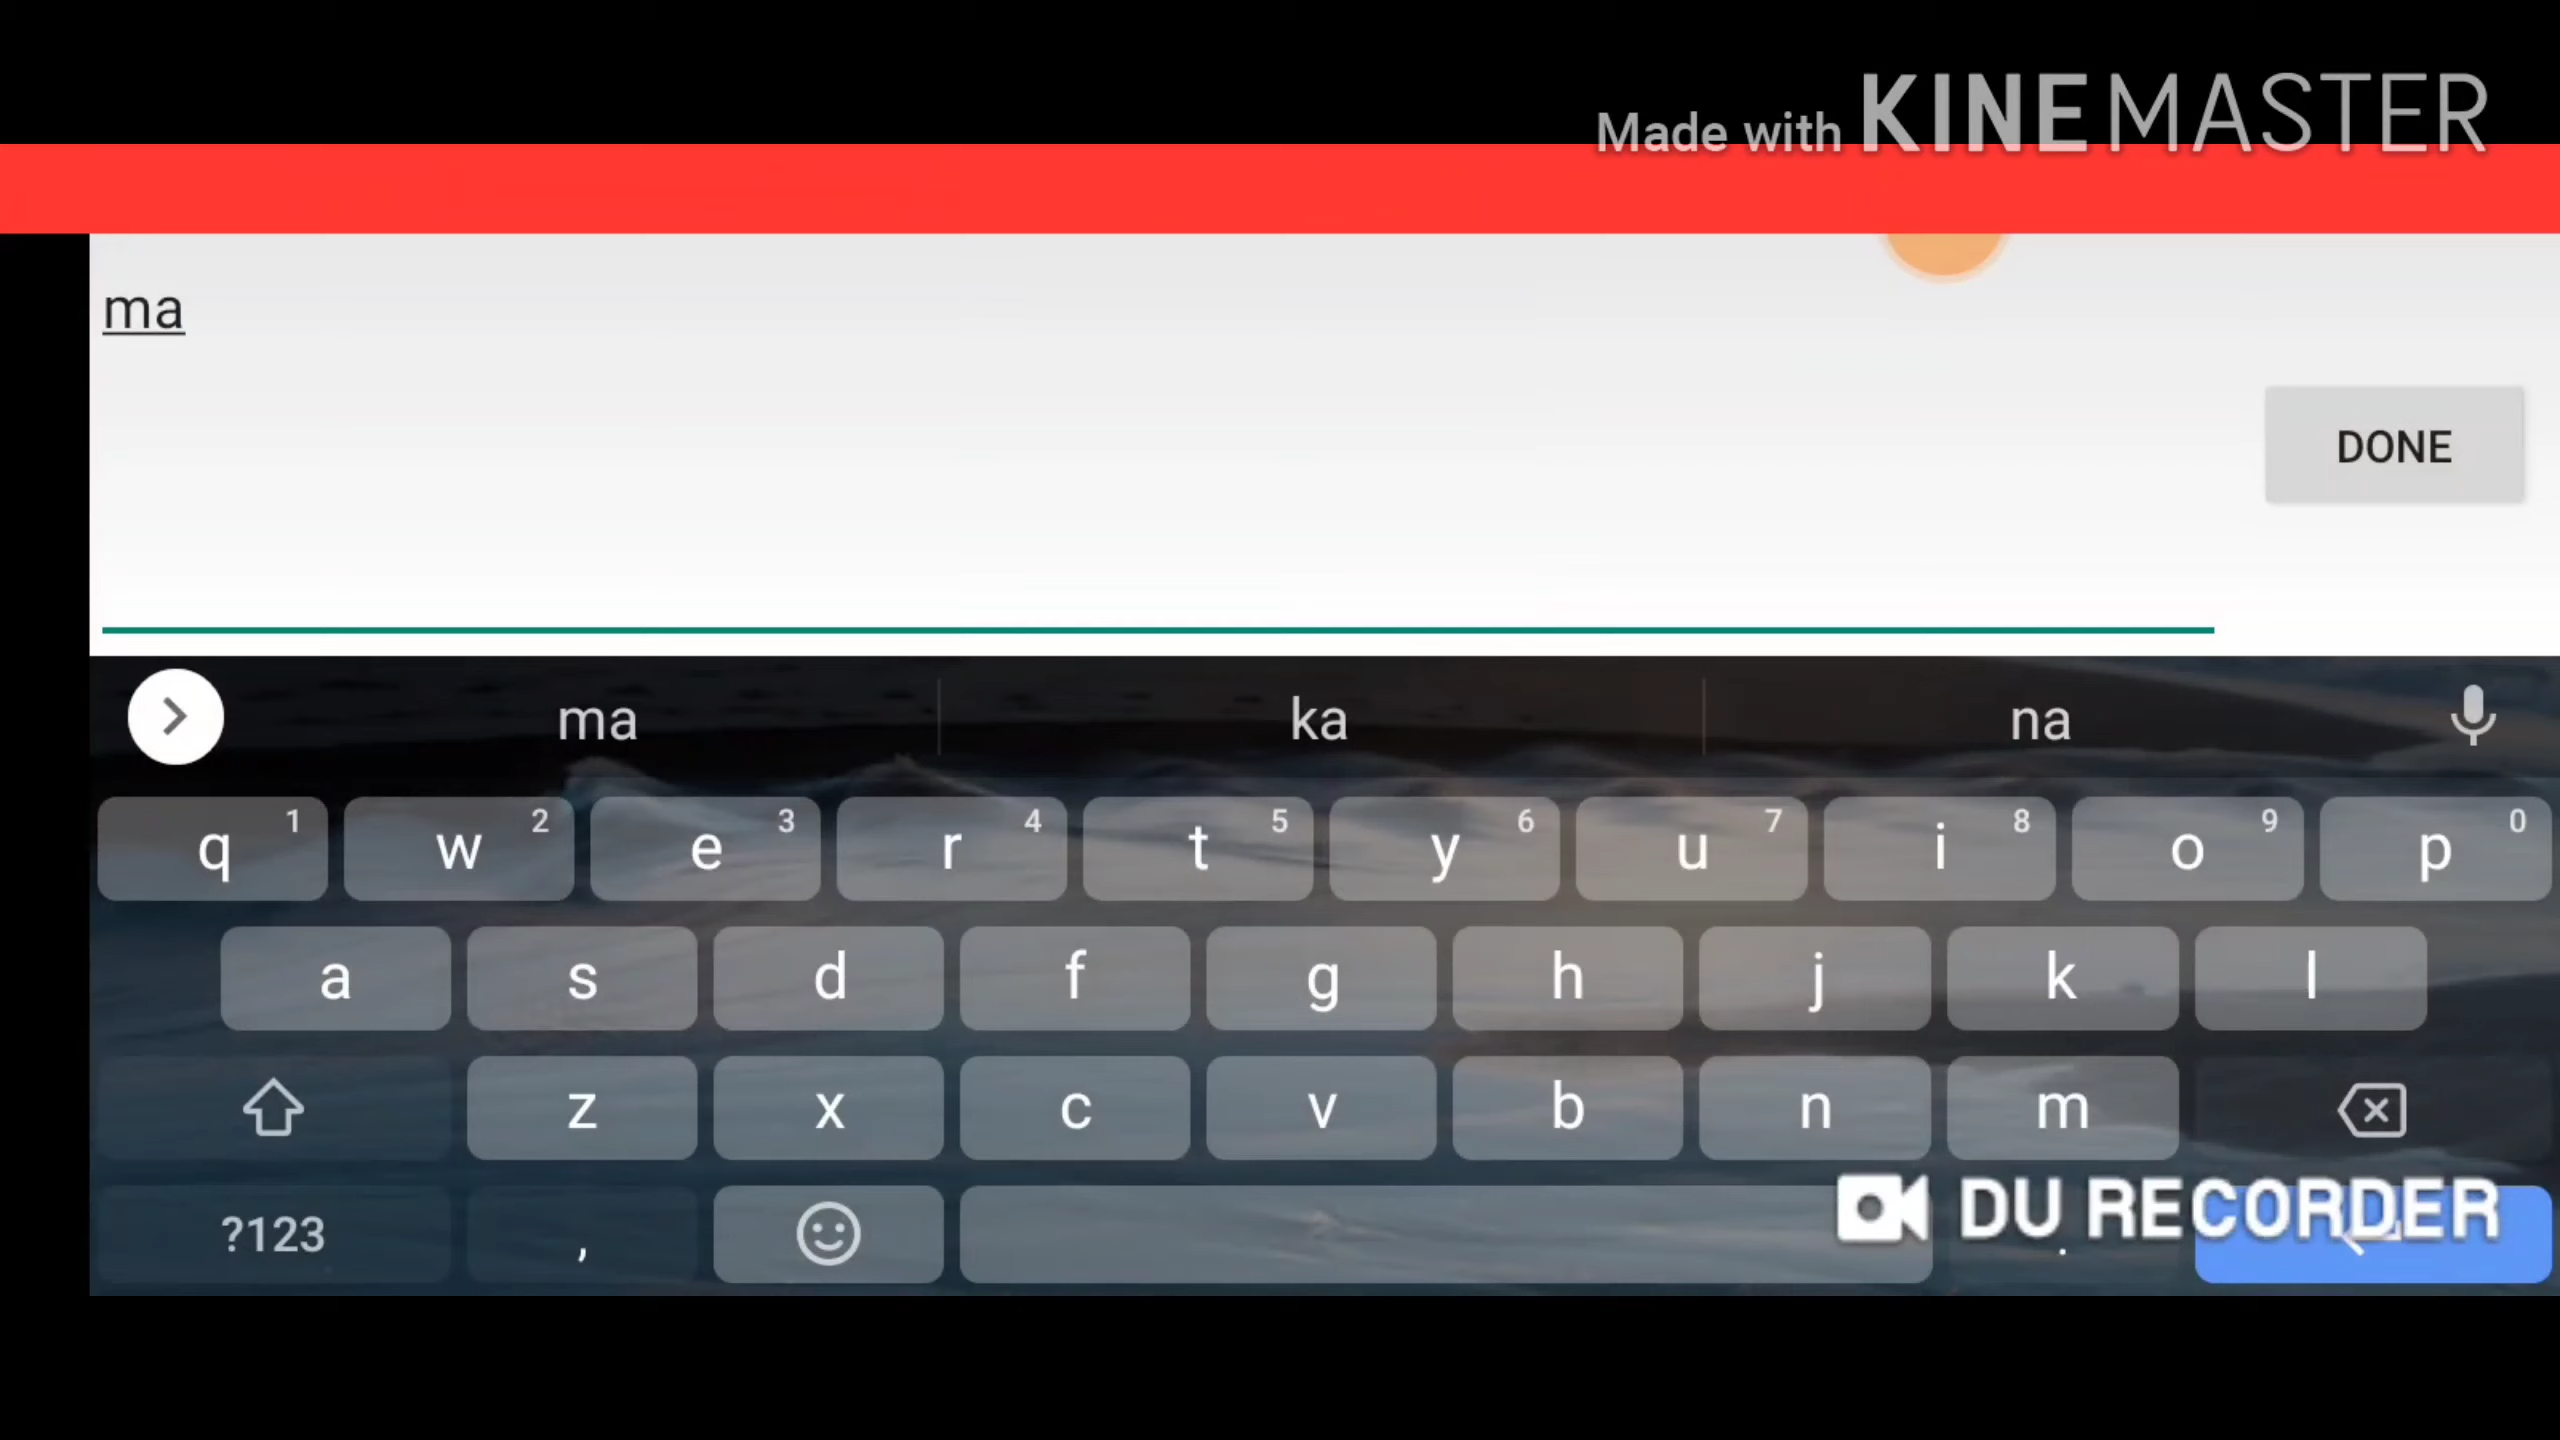 Made with KINEMASTER
ma
DONE
ma ka na
q 1 w 2 e 3 r 4 t 5 y 6 u 7 i 8 o 9 p 0
a s d f g h j k l
z x c v b n m
DU RECORDER
?123 , .